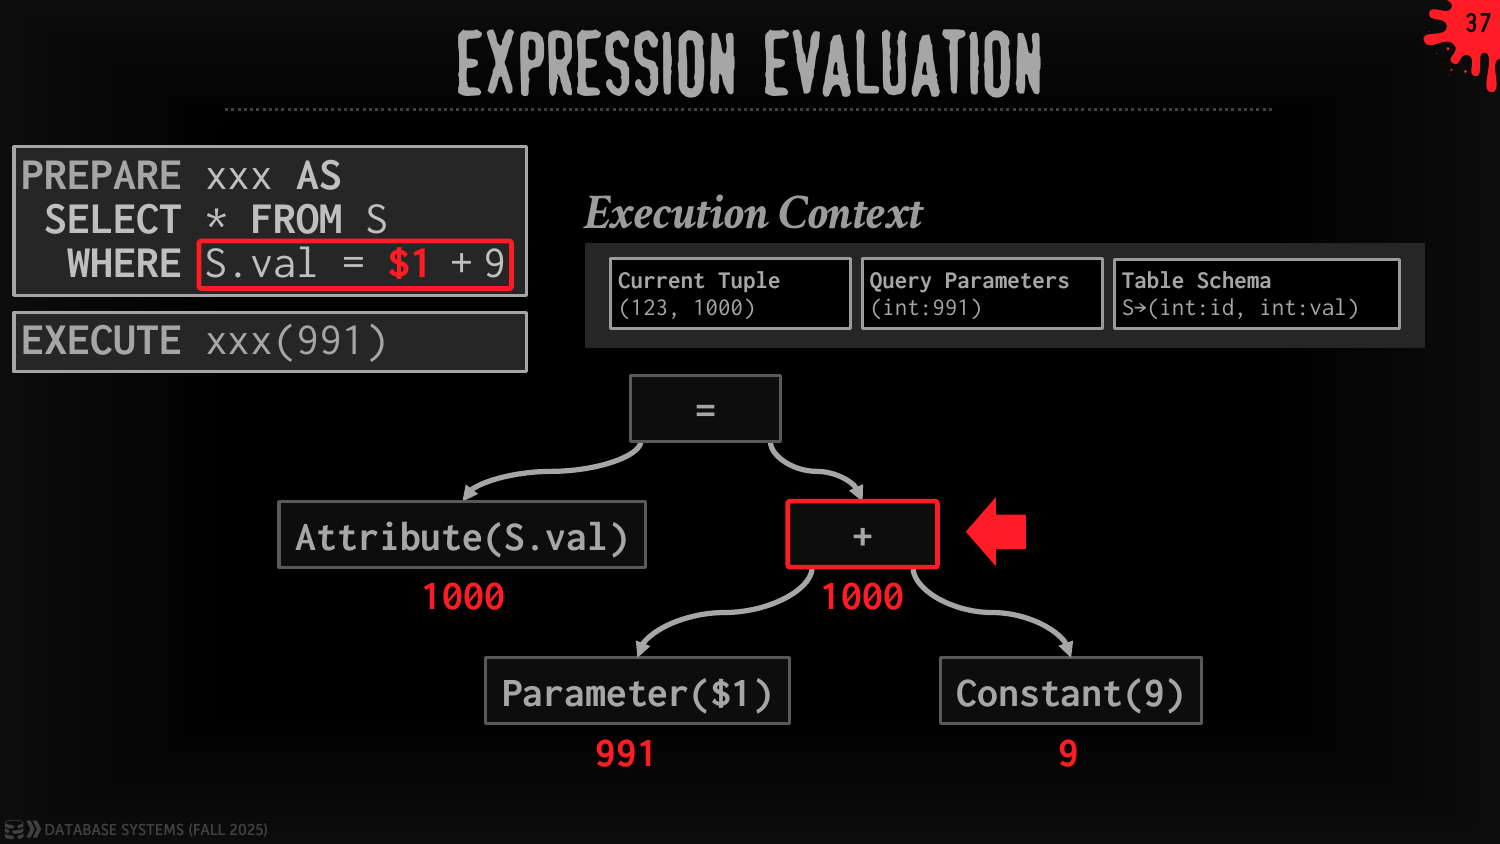 37
EXPRESSION EVALUATION
PREPARE xxx AS
SELECT * FROM S
WHERE S.val = $1 + 9
EXECUTE xxx(991)
Execution Context
Current Tuple
(123, 1000)
Query Parameters
(int:991)
Table Schema
S→(int:id, int:val)
=
Attribute(S.val)
1000
+
1000
Parameter($1)
991
Constant(9)
9
DATABASE SYSTEMS (FALL 2025)